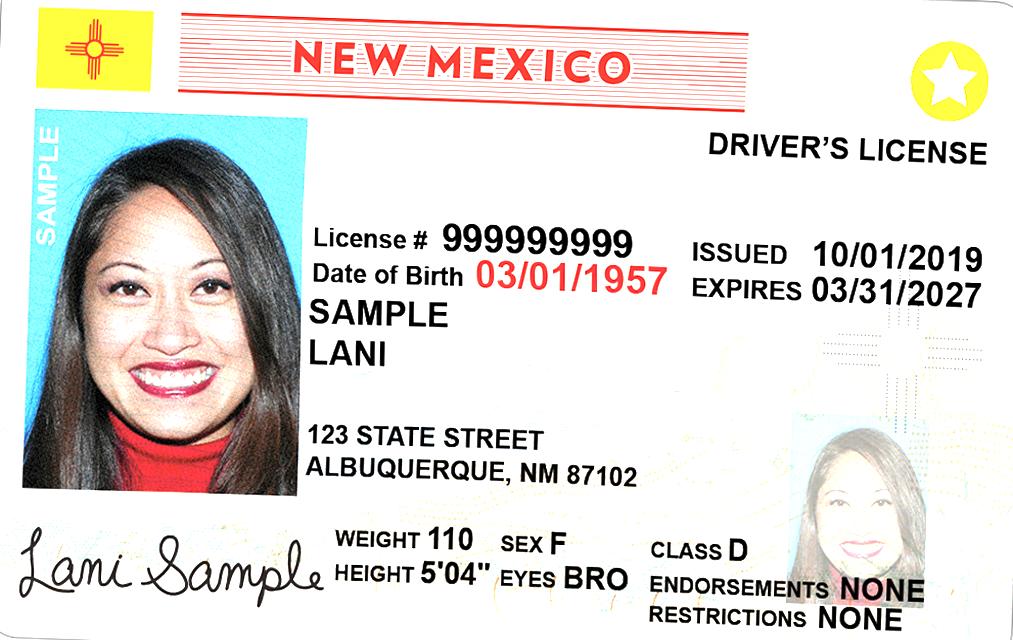 NEW MEXICO
DRIVER'S LICENSE
SAMPLE
License # 999999999
Date of Birth 03/01/1957
ISSUED 10/01/2019
EXPIRES 03/31/2027
SAMPLE
LANI
123 STATE STREET
ALBUQUERQUE, NM 87102
Lani Sample
WEIGHT 110 SEX F
HEIGHT 5'04" EYES BRO
CLASS D
ENDORSEMENTS NONE
RESTRICTIONS NONE